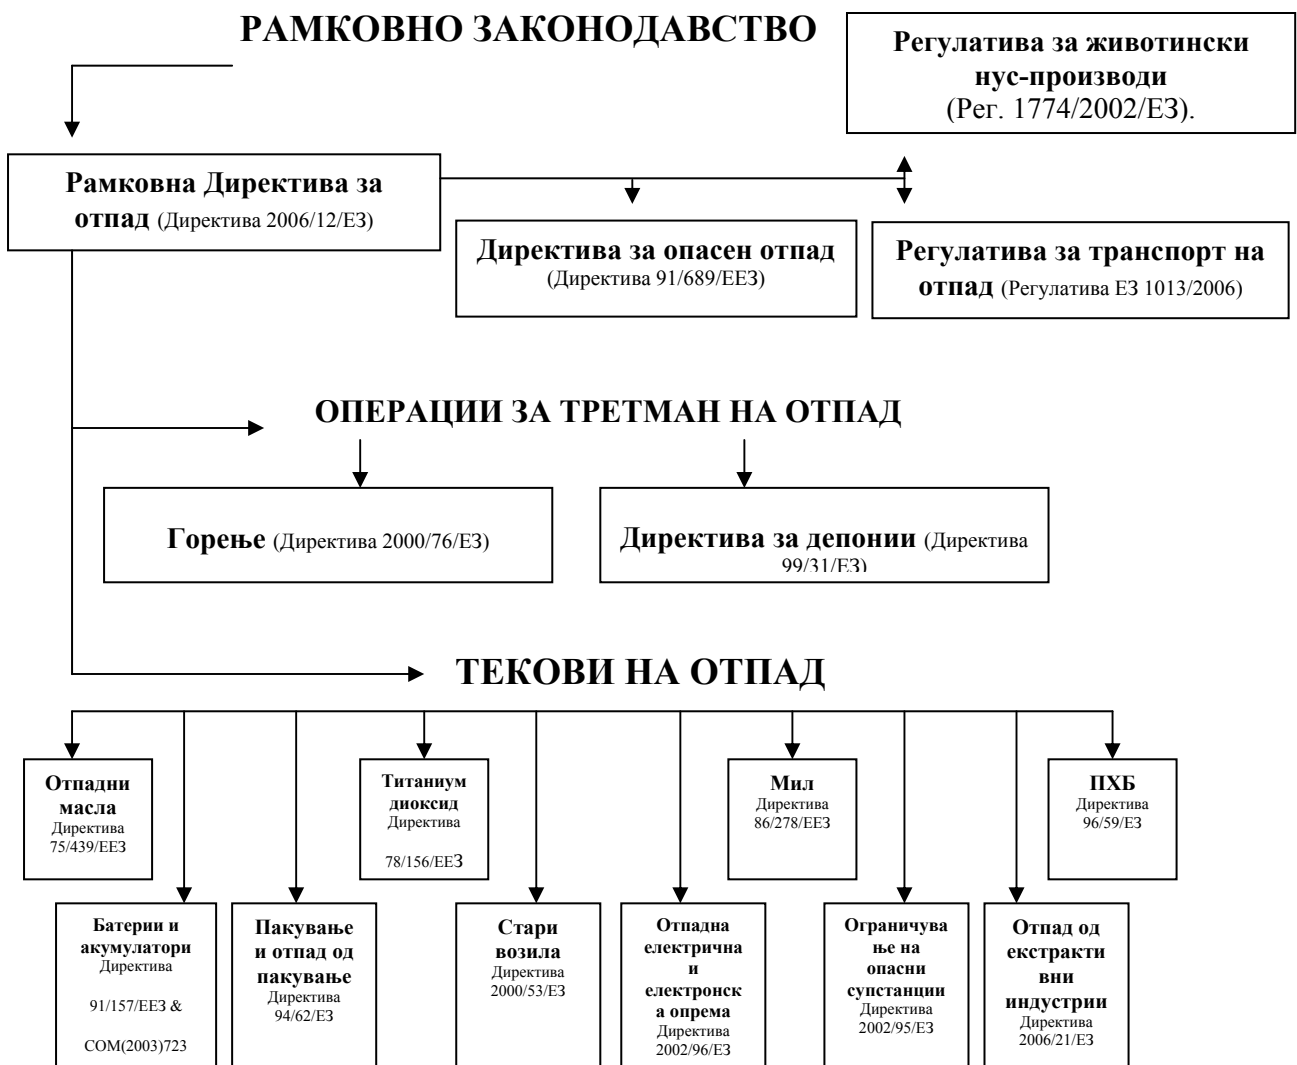 РАМКОВНО ЗАКОНОДАВСТВО
Регулатива за животински
нус-производи
(Рег. 1774/2002/ЕЗ).
Рамковна Директива за
отпад (Директива 2006/12/ЕЗ)
Директива за опасен отпад
(Директива 91/689/ЕЕЗ)
Регулатива за транспорт на
отпад (Регулатива ЕЗ 1013/2006)
ОПЕРАЦИИ ЗА ТРЕТМАН НА ОТПАД
Горење (Директива 2000/76/ЕЗ)
Директива за депонии (Директива
99/31/ЕЗ)
ТЕКОВИ НА ОТПАД
Отпадни
масла
Директива
75/439/ЕЕЗ
Титаниум
диоксид
Директива
78/156/ЕЕЗ
Мил
Директива
86/278/ЕЕЗ
ПХБ
Директива
96/59/ЕЗ
Батерии и
акумулатори
Директива
91/157/ЕЕЗ &
COM(2003)723
Пакување
и отпад од
пакување
Директива
94/62/ЕЗ
Стари
возила
Директива
2000/53/ЕЗ
Отпадна
електрична
и
електронск
а опрема
Директива
2002/96/ЕЗ
Ограничува
ње на
опасни
супстанции
Директива
2002/95/ЕЗ
Отпад од
екстракти
вни
индустрии
Директива
2006/21/ЕЗ